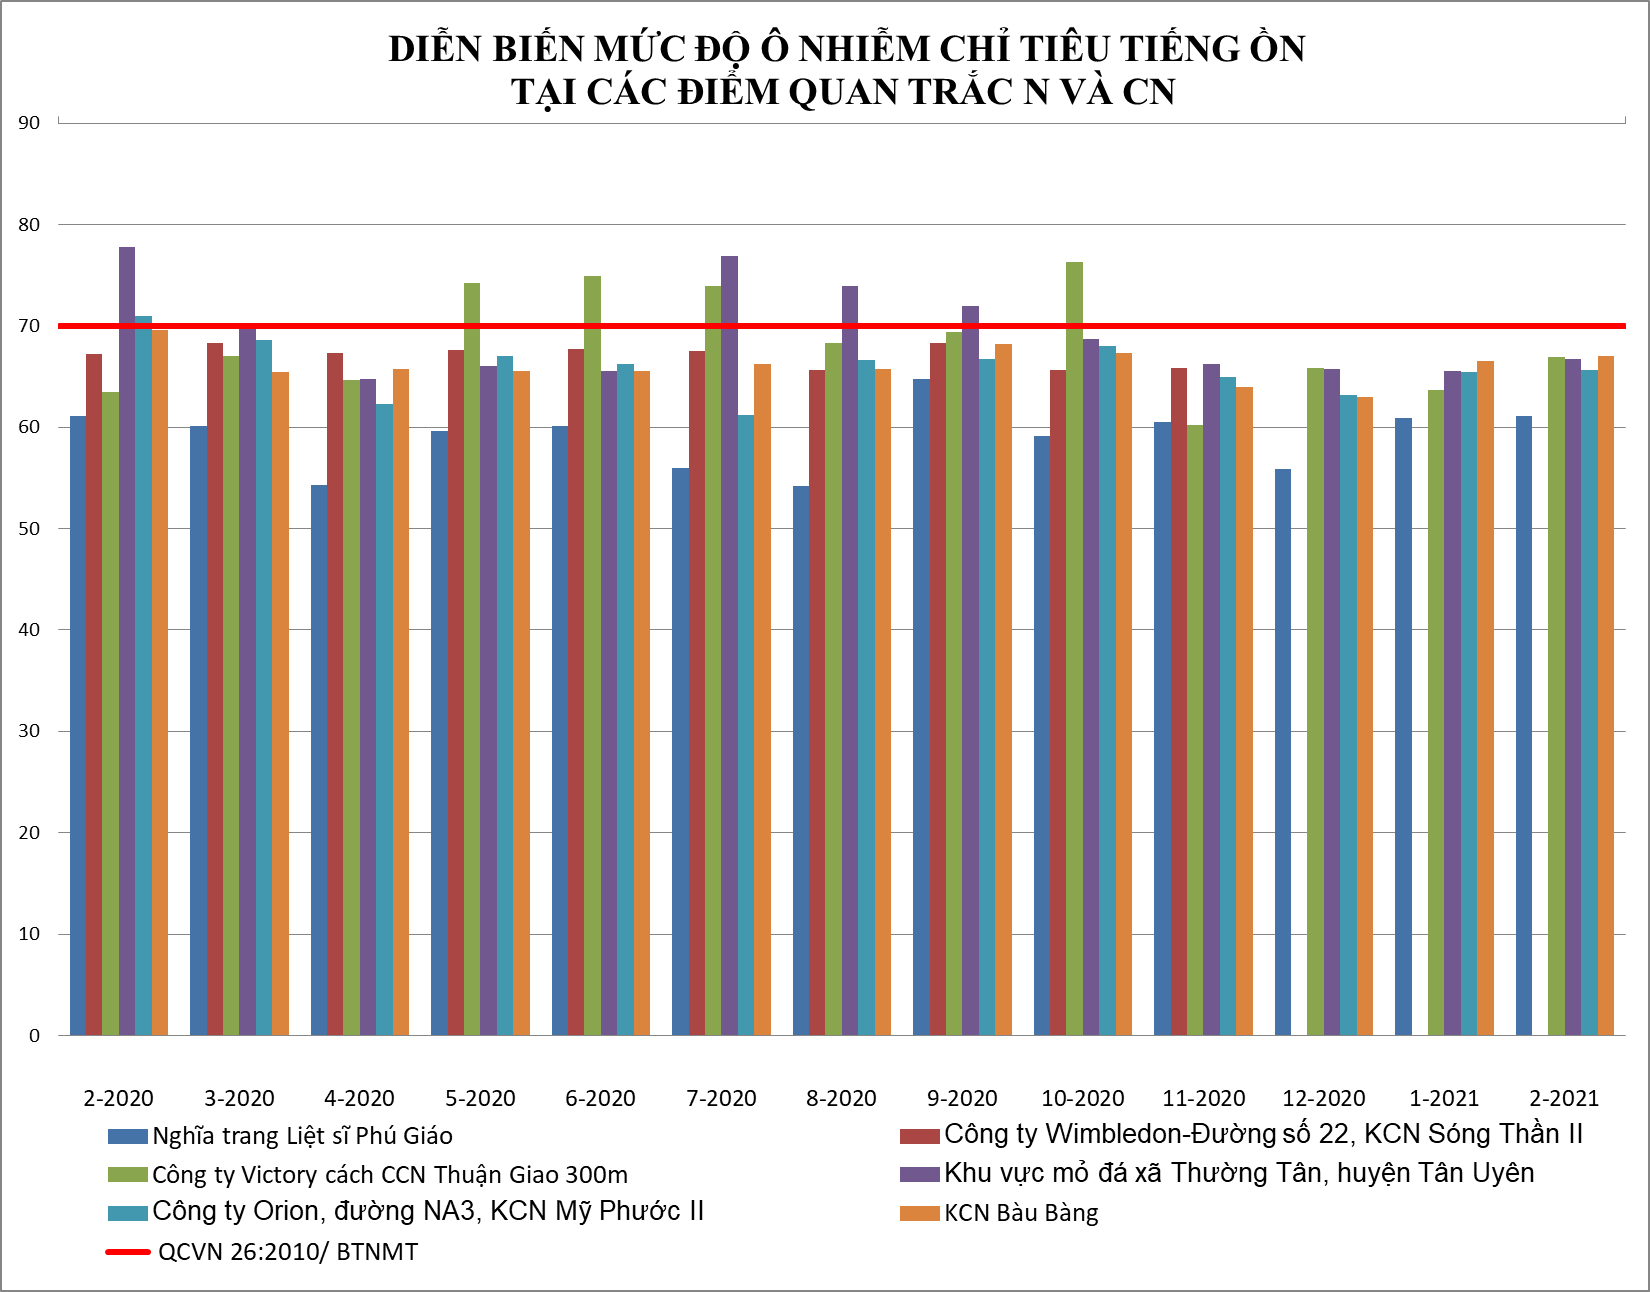 DIỄN BIẾN MỨC ĐỘ Ô NHIỄM CHỈ TIÊU TIẾNG ỒN
TẠI CÁC ĐIỂM QUAN TRẮC N VÀ CN
90
80
70
60
50
40
30
20
10
0
2-2020 3-2020 4-2020 5-2020 6-2020 7-2020 8-2020 9-2020 10-2020 11-2020 12-2020 1-2021 2-2021
Nghĩa trang Liệt sĩ Phú Giáo
Công ty Wimbledon-Đường số 22, KCN Sóng Thần II
Công ty Victory cách CCN Thuận Giao 300m
Khu vực mỏ đá xã Thường Tân, huyện Tân Uyên
Công ty Orion, đường NA3, KCN Mỹ Phước II
KCN Bàu Bàng
QCVN 26:2010/ BTNMT